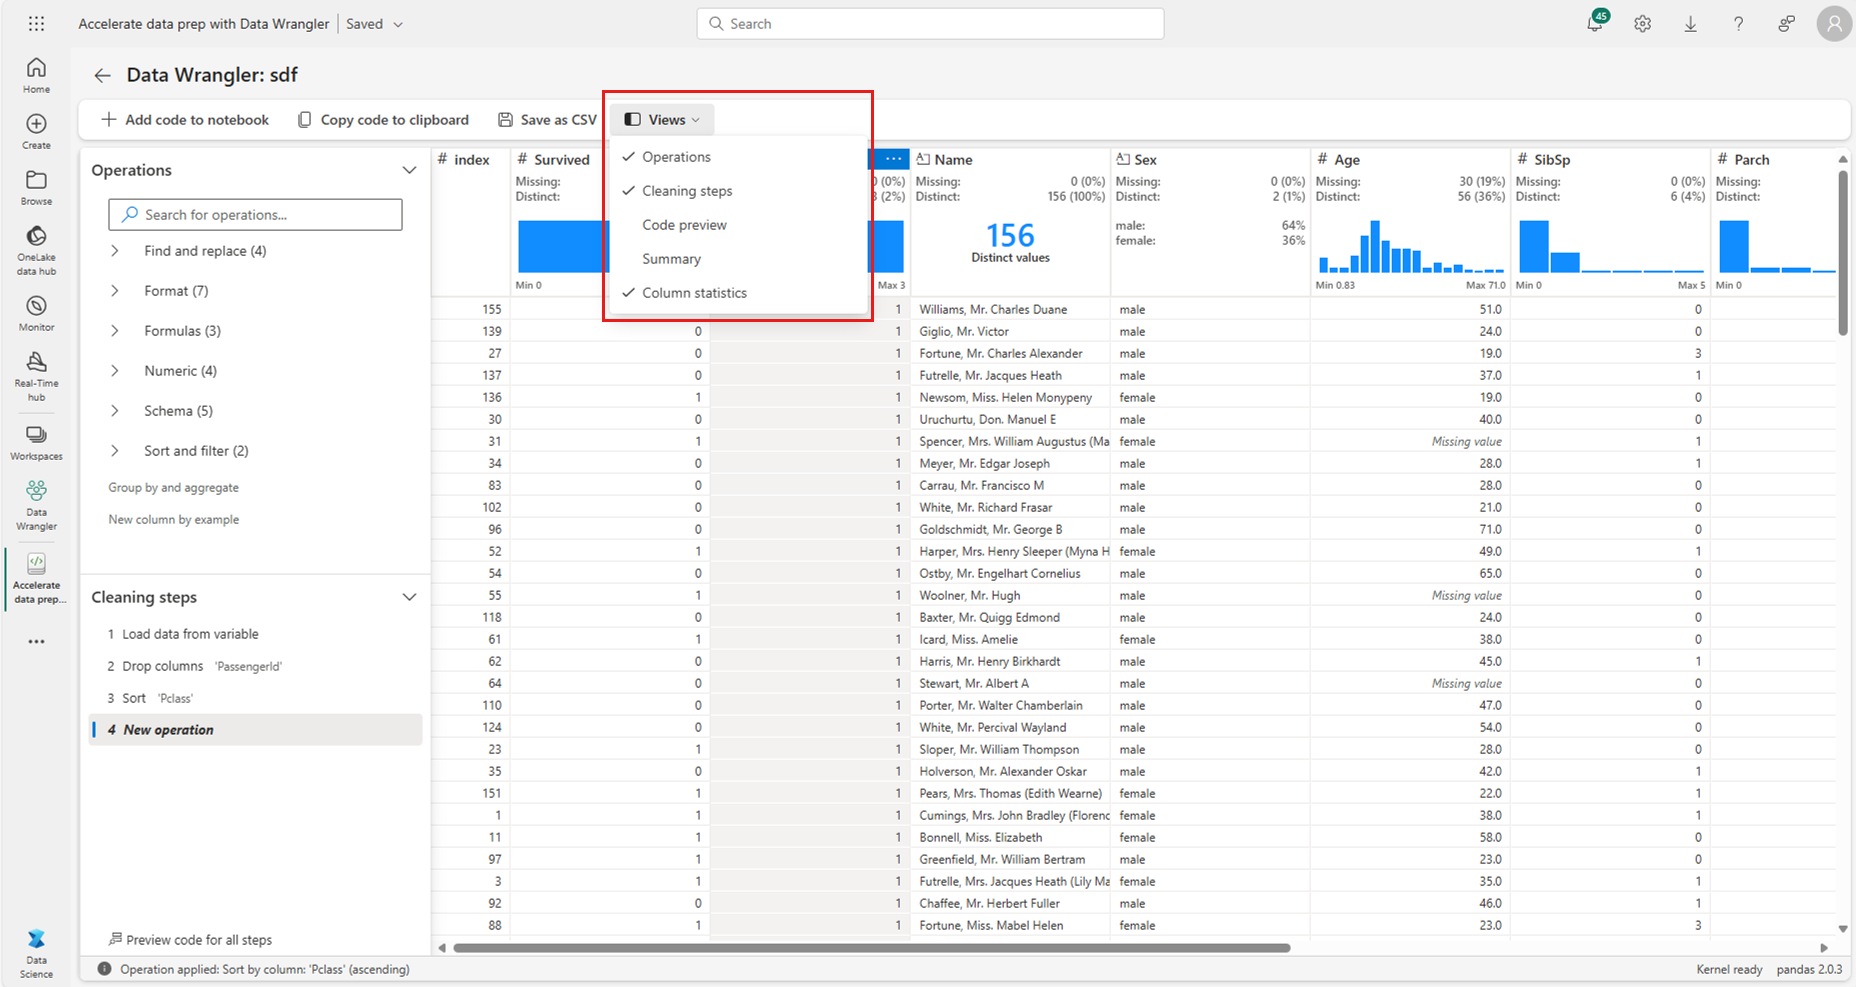 Accelerate data prep with Data Wrangler | Saved
Search
45
Home
Create
Browse
OneLake
data hub
Monitor
Real-Time
hub
Workspaces
Data
Wrangler
Accelerate
data prep...
Data
Science
Data Wrangler: sdf
Add code to notebook
Copy code to clipboard
Save as CSV
Views
Operations
Cleaning steps
Code preview
Summary
Column statistics
Operations
Search for operations...
Find and replace (4)
Format (7)
Formulas (3)
Numeric (4)
Schema (5)
Sort and filter (2)
Group by and aggregate
New column by example
Cleaning steps
1 Load data from variable
2 Drop columns 'PassengerId'
3 Sort 'Pclass'
4 New operation
Preview code for all steps
# index # Survived ... Name Sex # Age # SibSp # Parch
Missing: 0 (0%) Missing: 0 (0%) Missing: 0 (0%) Missing: 30 (19%) Missing: 0 (0%) Missing:
Distinct: (2%) Distinct: 156 (100%) Distinct: 2 (1%) Distinct: 56 (36%) Distinct: 6 (4%) Distinct:
156
Distinct values
male: 64%
female: 36%
Min 0 Max 3 Min 0.83 Max 71.0 Min 0 Max 5 Min 0
155 1 Williams, Mr. Charles Duane male 51.0 0
139 0 1 Giglio, Mr. Victor male 24.0 0
27 0 1 Fortune, Mr. Charles Alexander male 19.0 3
137 0 1 Futrelle, Mr. Jacques Heath male 37.0 1
136 1 1 Newsom, Miss. Helen Monypeny female 19.0 0
30 0 1 Uruchurtu, Don. Manuel E male 40.0 0
31 1 1 Spencer, Mrs. William Augustus (Ma female Missing value 1
34 0 1 Meyer, Mr. Edgar Joseph male 28.0 1
83 0 1 Carrau, Mr. Francisco M male 28.0 0
102 0 1 White, Mr. Richard Frasar male 21.0 0
96 0 1 Goldschmidt, Mr. George B male 71.0 0
52 1 1 Harper, Mrs. Henry Sleeper (Myna H female 49.0 1
54 0 1 Ostby, Mr. Engelhart Cornelius male 65.0 0
55 1 1 Woolner, Mr. Hugh male Missing value 0
118 0 1 Baxter, Mr. Quigg Edmond male 24.0 0
61 1 1 Icard, Miss. Amelie female 38.0 0
62 0 1 Harris, Mr. Henry Birkhardt male 45.0 1
64 0 1 Stewart, Mr. Albert A male Missing value 0
110 0 1 Porter, Mr. Walter Chamberlain male 47.0 0
124 0 1 White, Mr. Percival Wayland male 54.0 0
23 1 1 Sloper, Mr. William Thompson male 28.0 0
35 0 1 Holverson, Mr. Alexander Oskar male 42.0 1
151 1 1 Pears, Mrs. Thomas (Edith Wearne) female 22.0 1
1 1 1 Cumings, Mrs. John Bradley (Florenc female 38.0 1
11 1 1 Bonnell, Miss. Elizabeth female 58.0 0
97 1 1 Greenfield, Mr. William Bertram male 23.0 0
3 1 1 Futrelle, Mrs. Jacques Heath (Lily Ma female 35.0 1
92 0 1 Chaffee, Mr. Herbert Fuller male 46.0 1
88 1 1 Fortune, Miss. Mabel Helen female 23.0 3
Operation applied: Sort by column: 'Pclass' (ascending)
Kernel ready pandas 2.0.3